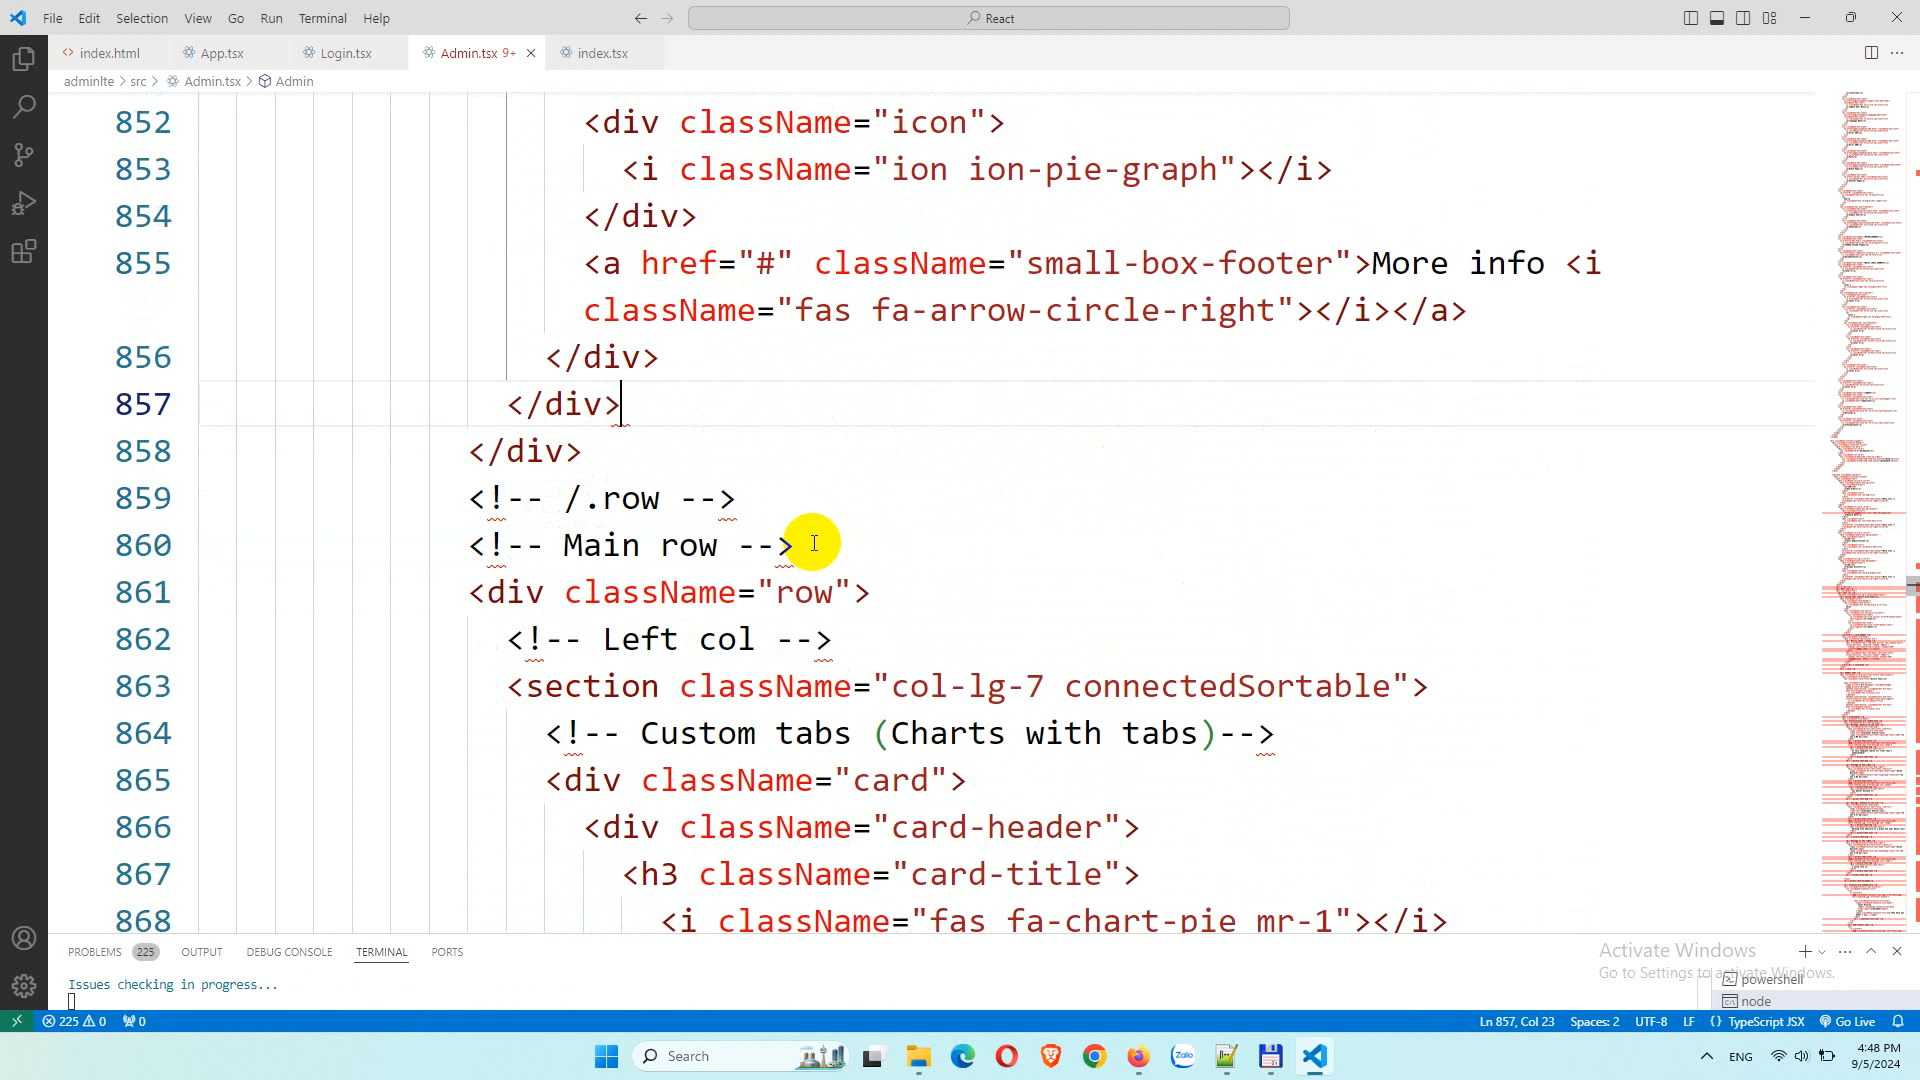 File Edit Selection View Go Run Terminal Help
React
index.html App.tsx Login.tsx Admin.tsx 9+ index.tsx
adminlte > src > Admin.tsx > Admin
852 <div className="icon">
853 <i className="ion ion-pie-graph"></i>
854 </div>
855 <a href="#" className="small-box-footer">More info <i
className="fas fa-arrow-circle-right"></i></a>
856 </div>
857 </div>
858 </div>
859 <!-- /.row -->
860 <!-- Main row -->
861 <div className="row">
862 <!-- Left col -->
863 <section className="col-lg-7 connectedSortable">
864 <!-- Custom tabs (Charts with tabs)-->
865 <div className="card">
866 <div className="card-header">
867 <h3 className="card-title">
868 <i className="fas fa-chart-pie mr-1"></i>
PROBLEMS 225 OUTPUT DEBUG CONSOLE TERMINAL PORTS
Issues checking in progress...
Activate Windows
Go to Settings to activate Windows.
powershell
node
225 0 0
Ln 857, Col 23 Spaces: 2 UTF-8 LF {} TypeScript JSX Go Live
Search
Zalo
ENG
4:48 PM
9/5/2024